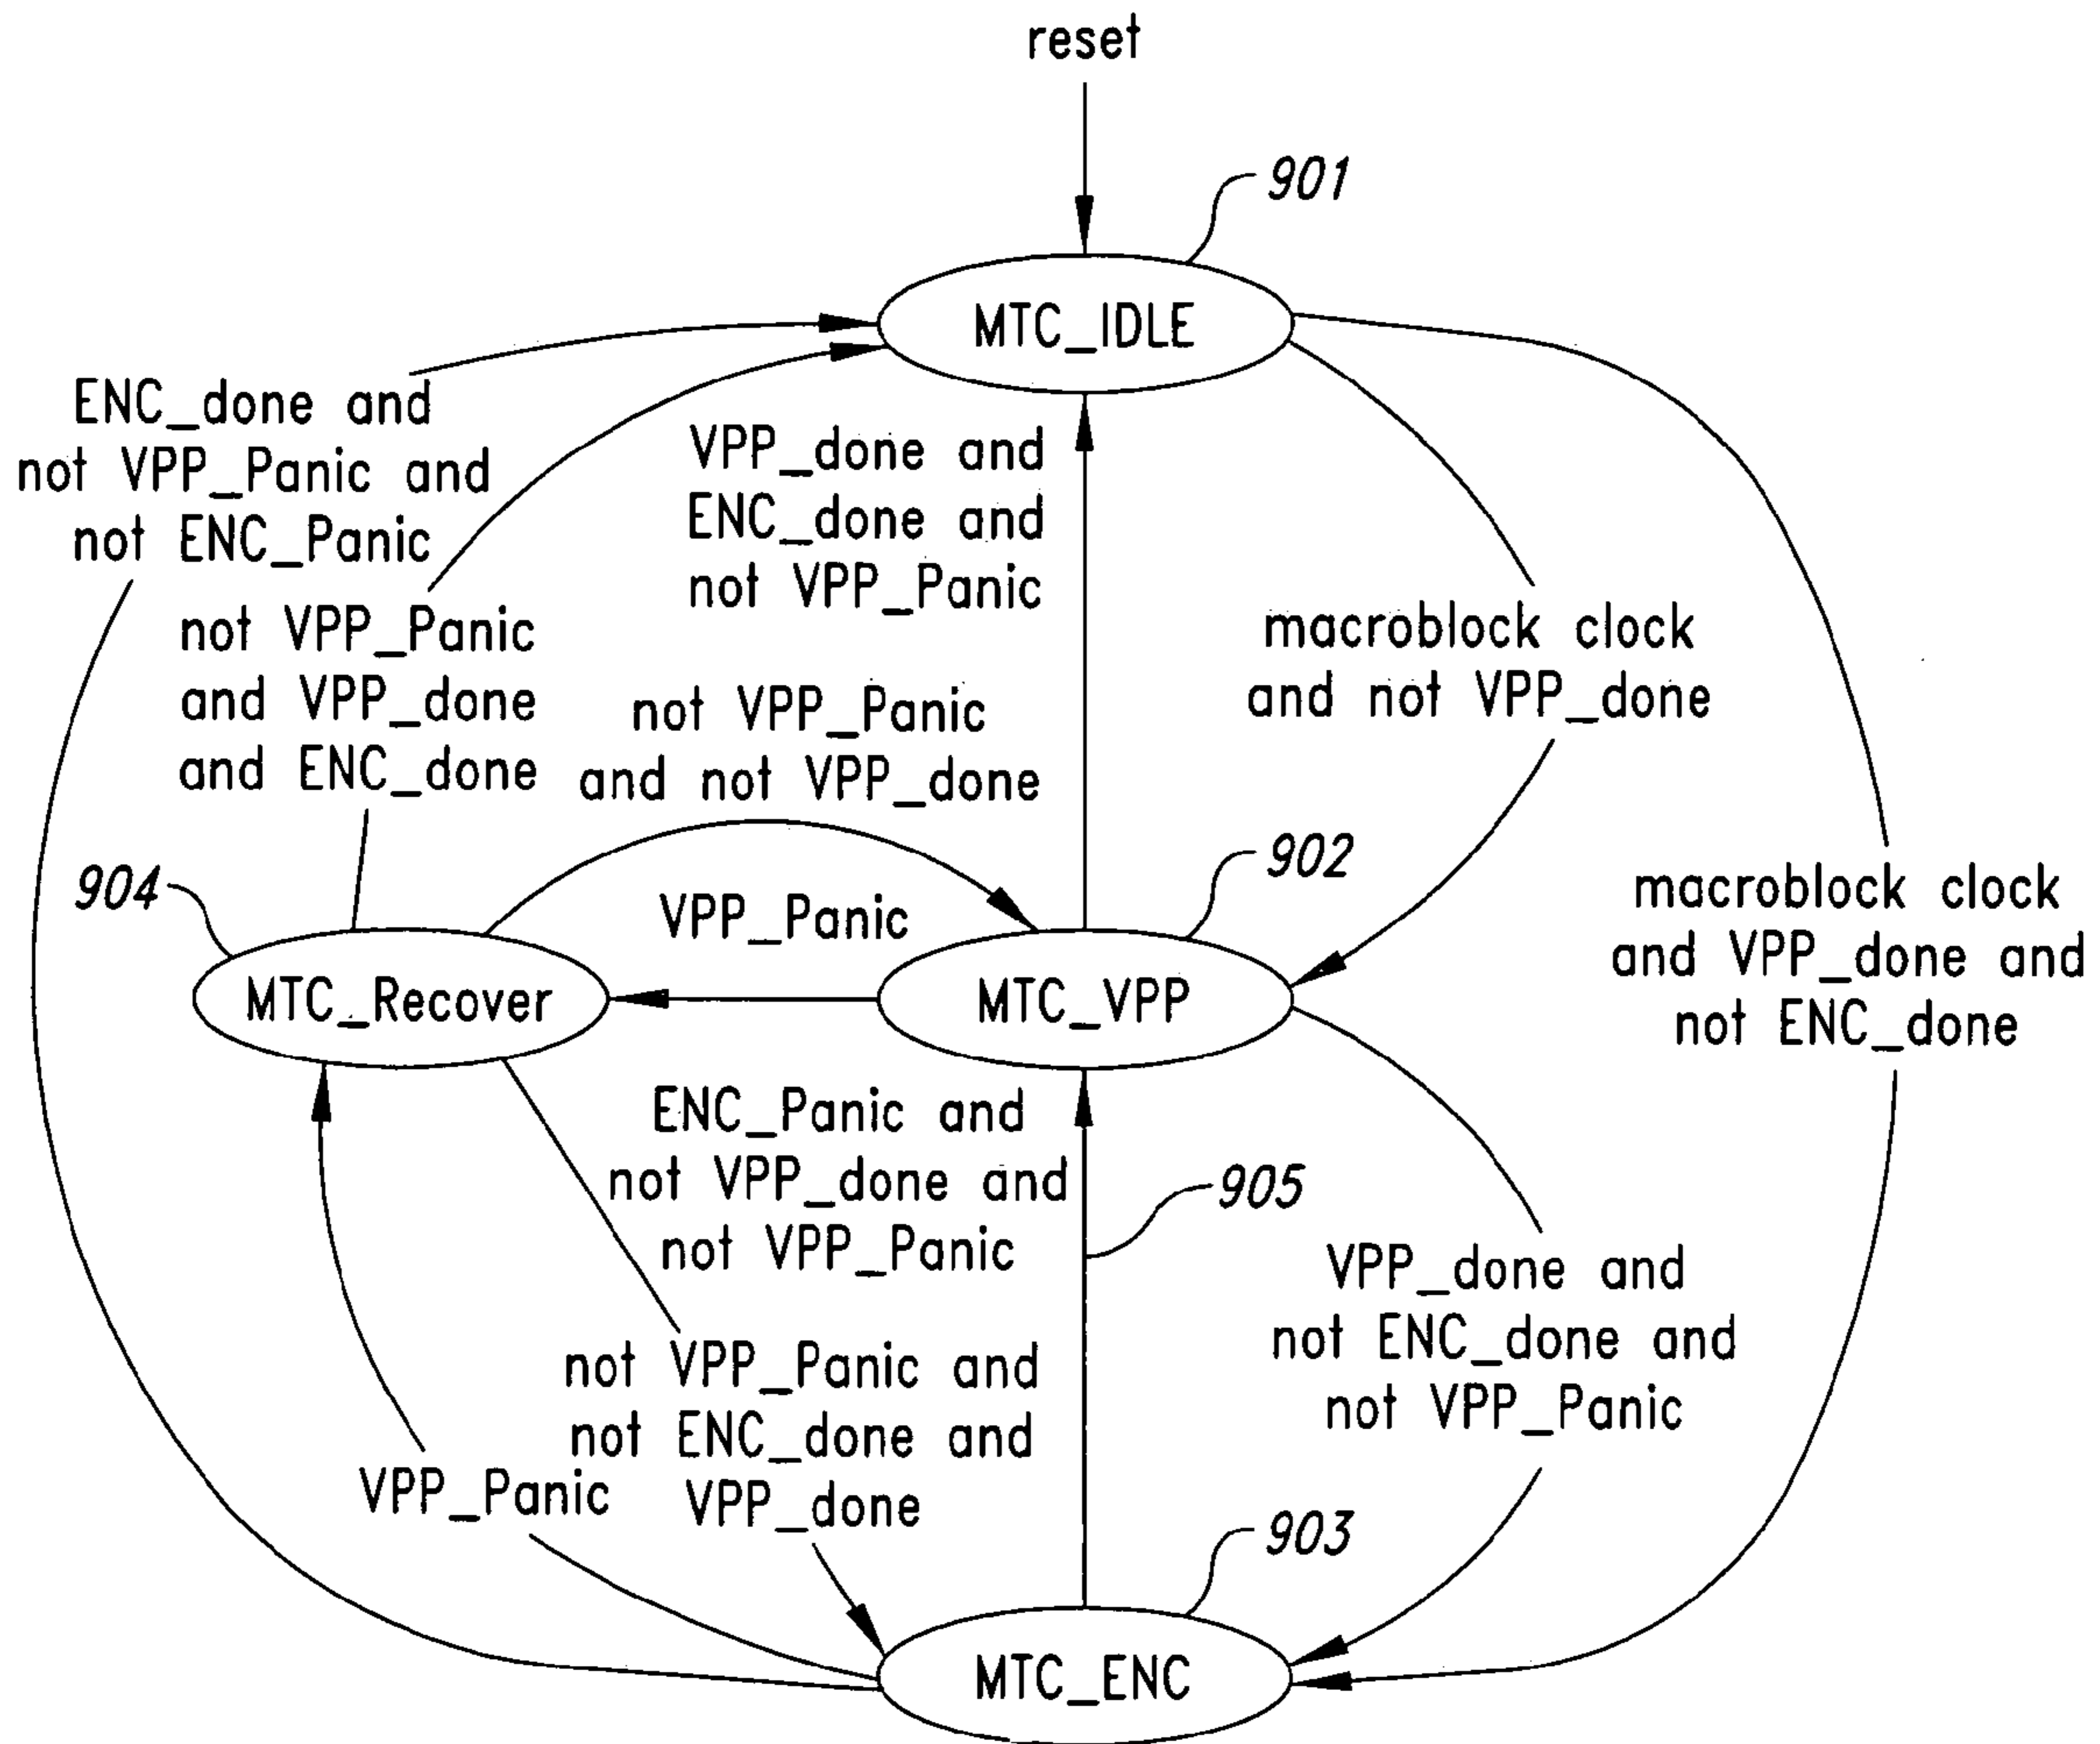 reset
901
MTC_IDLE
ENC_done and
not VPP_Panic and
not ENC_Panic
VPP_done and
ENC_done and
not VPP_Panic
not VPP_Panic
and VPP_done
and ENC_done
macroblock clock
and not VPP_done
not VPP_Panic
and not VPP_done
904
VPP_Panic
902
macroblock clock
and VPP_done and
not ENC_done
MTC_Recover
MTC_VPP
ENC_Panic and
not VPP_done and
not VPP_Panic
905
VPP_done and
not ENC_done and
not VPP_Panic
not VPP_Panic and
not ENC_done and
VPP_done
VPP_Panic
903
MTC_ENC